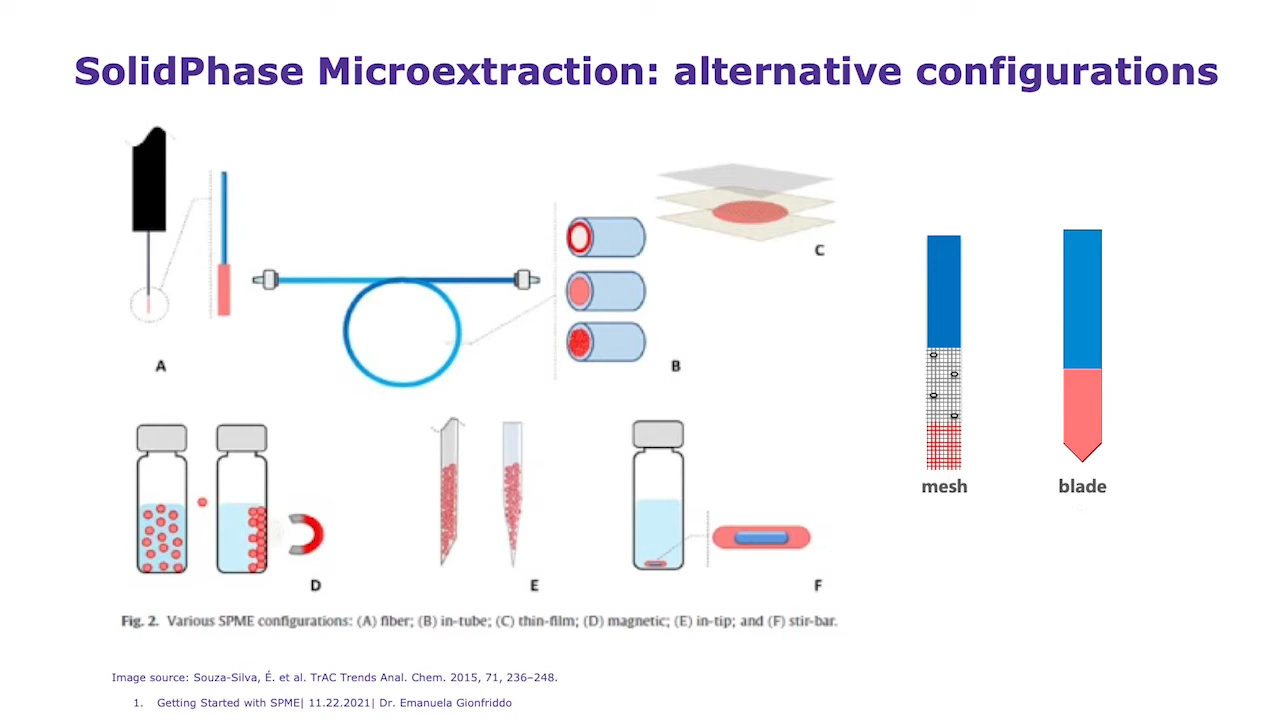 SolidPhase Microextraction: alternative configurations
A
B
C
D
E
F
mesh
blade
Fig. 2. Various SPME configurations: (A) fiber; (B) in-tube; (C) thin-film; (D) magnetic; (E) in-tip; and (F) stir-bar.
Image source: Souza-Silva, É. et al. TrAC Trends Anal. Chem. 2015, 71, 236–248.
1. Getting Started with SPME| 11.22.2021| Dr. Emanuela Gionfriddo